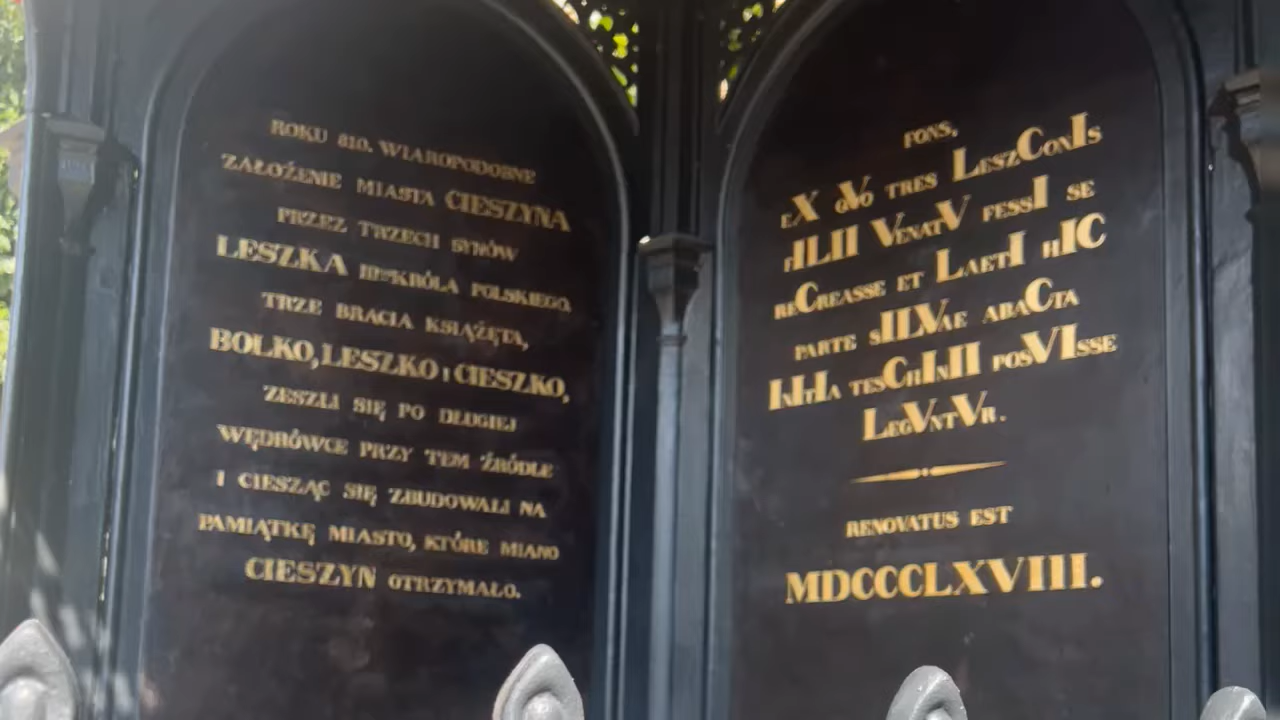 ROKU 810. WIAROPODOBNE
ZAŁOŻENIE MIASTA CIESZYNA
PRZEZ TRZECH SYNÓW
LESZKA III⁰ KRÓLA POLSKIEGO.
TRZE BRACIA KSIĄŻĘTA,
BOLKO, LESZKO I CIESZKO,
ZESZLI SIĘ PO DŁUGIEJ
WĘDRÓWCE PRZY TEM ŹRÓDLE
I CIESZĄC SIĘ ZBUDOWALI NA
PAMIĄTKĘ MIASTO, KTÓRE MIANO
CIESZYN OTRZYMAŁO.
FONS,
EX QVO TRES LESZCONIS
FILII VENATV FESSI SE
RECREASSE ET LAETI HIC
PARTE SILVAE ABACTA
INITIA TESCHINII POSVISSE
LEGVNTVR.
RENOVATUS EST
MDCCCLXVIII.